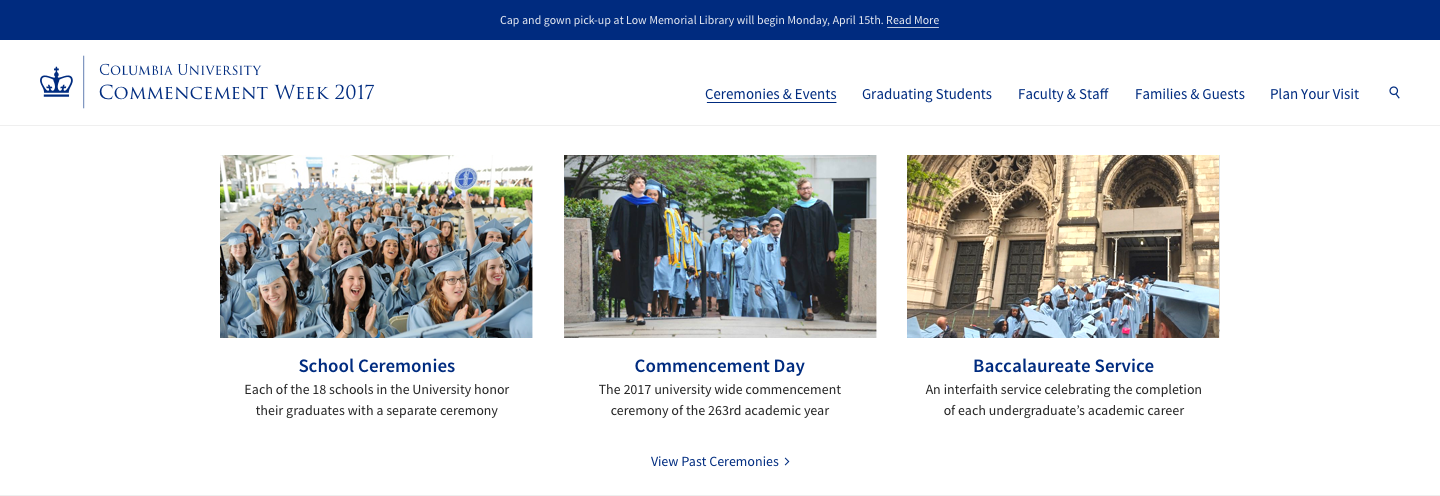 Cap and gown pick-up at Low Memorial Library will begin Monday, April 15th. Read More
Columbia University
Commencement Week 2017
Ceremonies & Events Graduating Students Faculty & Staff Families & Guests Plan Your Visit
School Ceremonies
Each of the 18 schools in the University honor
their graduates with a separate ceremony
Commencement Day
The 2017 university wide commencement
ceremony of the 263rd academic year
Baccalaureate Service
An interfaith service celebrating the completion
of each undergraduate’s academic career
View Past Ceremonies